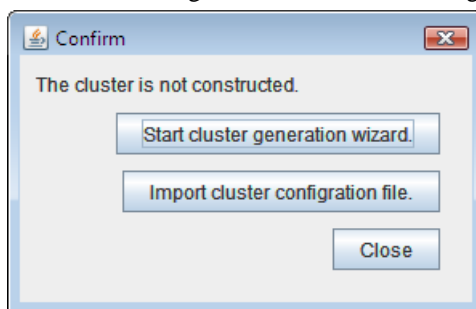 Confirm
The cluster is not constructed.
Start cluster generation wizard.
Import cluster configration file.
Close